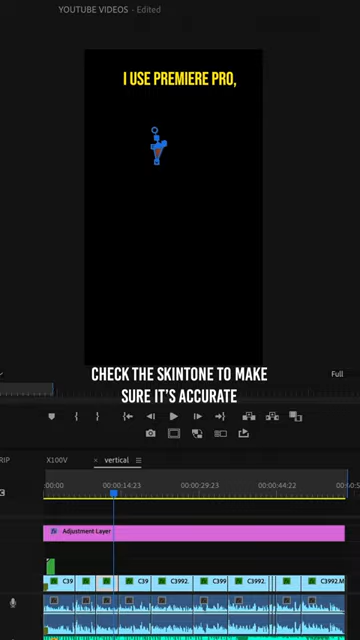 YOUTUBE VIDEOS - Edited
I USE PREMIERE PRO,
CHECK THE SKINTONE TO MAKE
SURE IT'S ACCURATE
Full
RIP
X100V
vertical
:00:00
00:00:14:23
00:00:29:23
00:00:44:22
Adjustment Layer
C39
C39
C3992
C3992.
C3992.
C3992.M